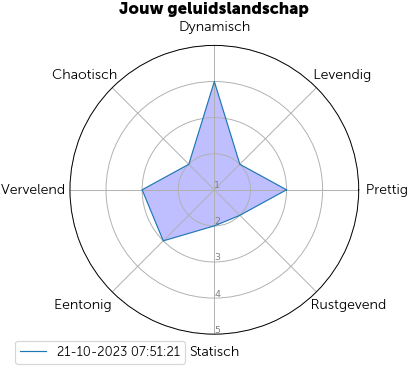 Jouw geluidslandschap
Dynamisch
Chaotisch
Levendig
Vervelend
1
Prettig
2
3
4
Eentonig
Rustgevend
5
21-10-2023 07:51:21
Statisch